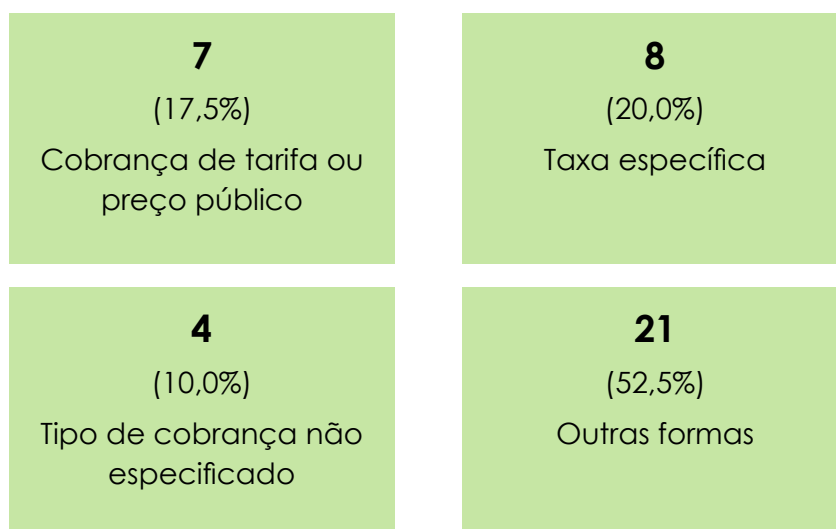 7
(17,5%)
Cobrança de tarifa ou
preço público
8
(20,0%)
Taxa específica
4
(10,0%)
Tipo de cobrança não
especificado
21
(52,5%)
Outras formas